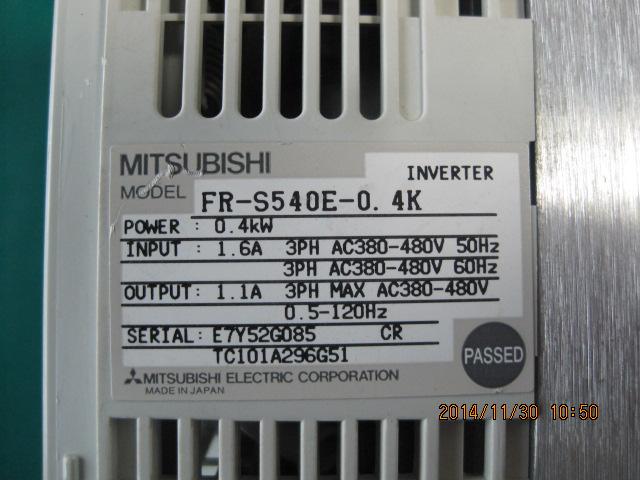 MITSUBISHI
INVERTER
MODEL FR-S540E-0.4K
POWER : 0.4kW
INPUT : 1.6A 3PH AC380-480V 50Hz
3PH AC380-480V 60Hz
OUTPUT: 1.1A 3PH MAX AC380-480V
0.5-120Hz
SERIAL: E7Y52G085 CR
TC101A296G51
PASSED
MITSUBISHI ELECTRIC CORPORATION
MADE IN JAPAN
2014/11/30 10:50